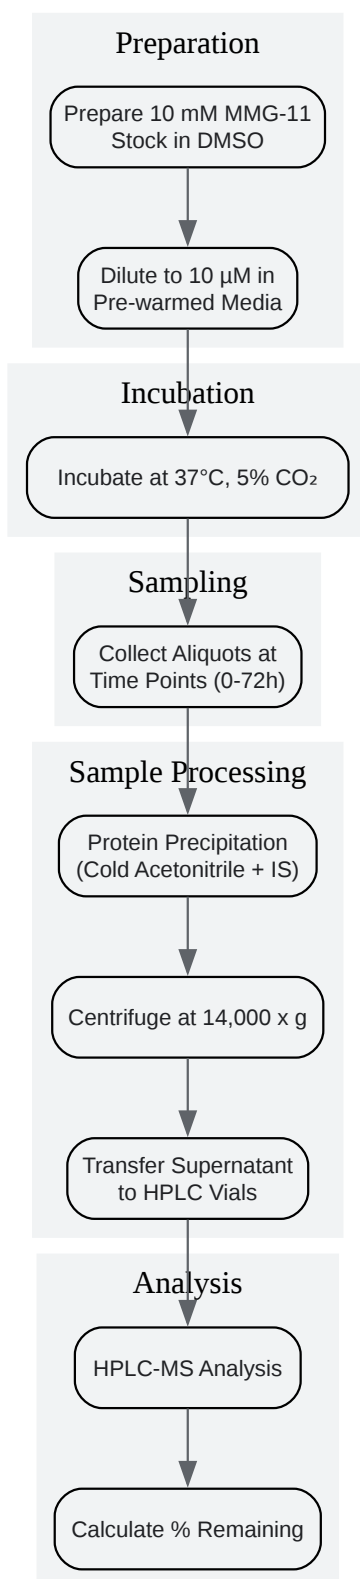 Preparation
Prepare 10 mM MMG-11
Stock in DMSO
Dilute to 10 µM in
Pre-warmed Media
Incubation
Incubate at 37°C, 5% CO₂
Sampling
Collect Aliquots at
Time Points (0-72h)
Sample Processing
Protein Precipitation
(Cold Acetonitrile + IS)
Centrifuge at 14,000 x g
Transfer Supernatant
to HPLC Vials
Analysis
HPLC-MS Analysis
Calculate % Remaining